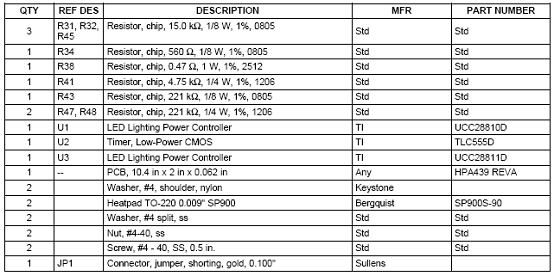 QTY REF DES DESCRIPTION MFR PART NUMBER
3 R31, R32, R45 Resistor, chip, 15.0 kΩ, 1/8 W, 1%, 0805 Std Std
1 R34 Resistor, chip, 560 Ω, 1/8 W, 1%, 0805 Std Std
1 R38 Resistor, chip, 0.47 Ω, 1 W, 1%, 2512 Std Std
1 R41 Resistor, chip, 4.75 kΩ, 1/4 W, 1%, 1206 Std Std
1 R43 Resistor, chip, 221 kΩ, 1/8 W, 1%, 0805 Std Std
2 R47, R48 Resistor, chip, 221 kΩ, 1/4 W, 1%, 1206 Std Std
1 U1 LED Lighting Power Controller TI UCC28810D
1 U2 Timer, Low-Power CMOS TI TLC555D
1 U3 LED Lighting Power Controller TI UCC28811D
1 -- PCB, 10.4 in x 2 in x 0.062 in Any HPA439 REVA
2 Washer, #4, shoulder, nylon Keystone
2 Heatpad TO-220 0.009" SP900 Bergquist SP900S-90
2 Washer, #4 split, ss Std Std
2 Nut, #4-40, ss Std Std
2 Screw, #4 - 40, SS, 0.5 in. Std Std
1 JP1 Connector, jumper, shorting, gold, 0.100" Sullens